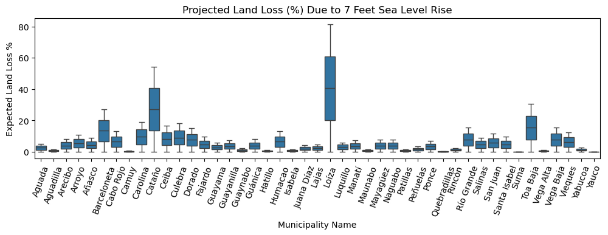 Projected Land Loss (%) Due to 7 Feet Sea Level Rise
Expected Land Loss %
80
60
40
20
0
Aguada
Aguadilla
Arecibo
Arroyo
Añasco
Barceloneta
Cabo Rojo
Camuy
Carolina
Cataño
Ceiba
Culebra
Dorado
Fajardo
Guayama
Guayanilla
Guaynabo
Guánica
Hatillo
Humacao
Isabela
Juana Díaz
Lajas
Loíza
Luquillo
Manatí
Maunabo
Mayagüez
Naguabo
Patillas
Peñuelas
Ponce
Quebradillas
Rincón
Río Grande
Salinas
San Juan
Santa Isabel
Toa Baja
Vega Alta
Vega Baja
Vieques
Yabucoa
Yauco
Municipality Name